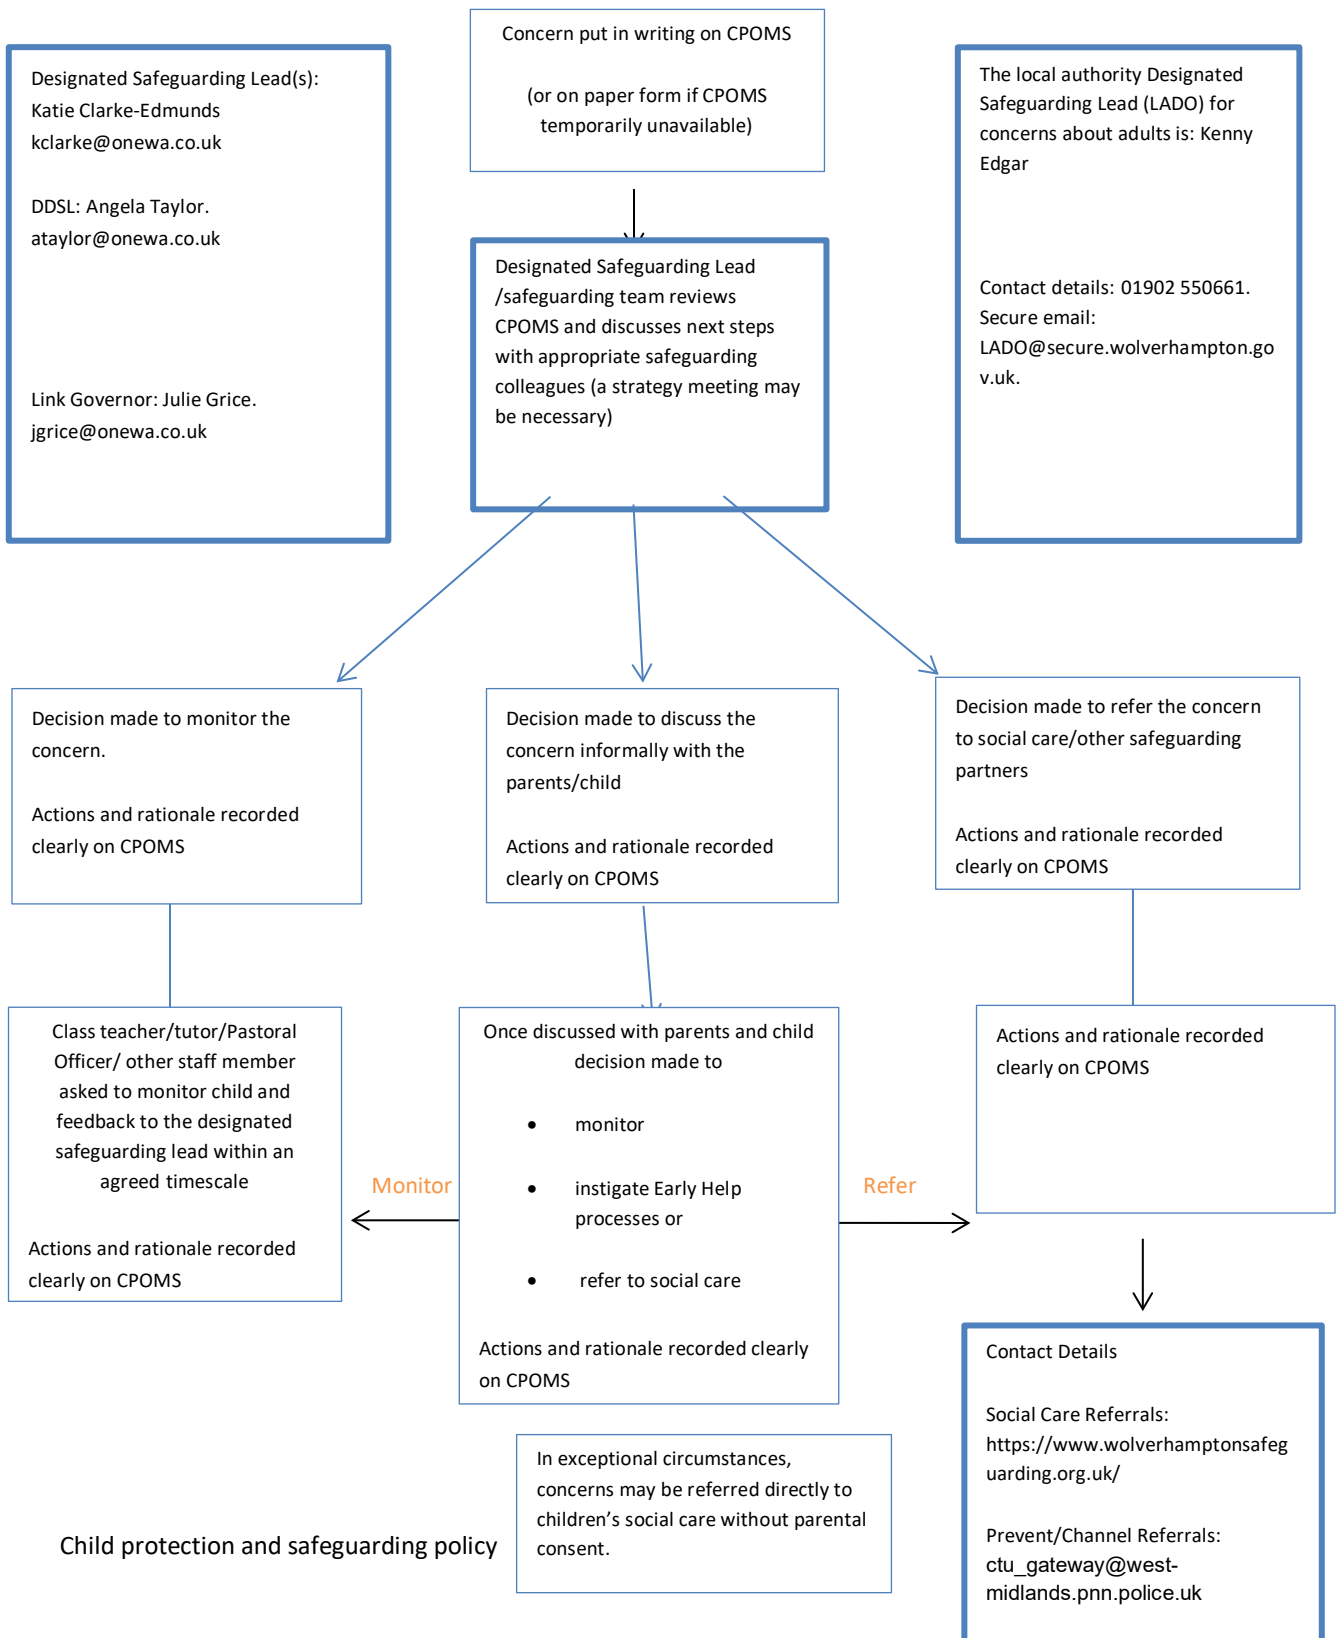 Concern put in writing on CPOMS
(or on paper form if CPOMS
temporarily unavailable)
Designated Safeguarding Lead(s):
Katie Clarke-Edmunds
kclarke@onewa.co.uk
DDSL: Angela Taylor.
ataylor@onewa.co.uk
Link Governor: Julie Grice.
jgrice@onewa.co.uk
The local authority Designated
Safeguarding Lead (LADO) for
concerns about adults is: Kenny
Edgar
Contact details: 01902 550661.
Secure email:
LADO@secure.wolverhampton.go
v.uk.
Designated Safeguarding Lead
/safeguarding team reviews
CPOMS and discusses next steps
with appropriate safeguarding
colleagues (a strategy meeting may
be necessary)
Decision made to monitor the
concern.
Actions and rationale recorded
clearly on CPOMS
Decision made to discuss the
concern informally with the
parents/child
Actions and rationale recorded
clearly on CPOMS
Decision made to refer the concern
to social care/other safeguarding
partners
Actions and rationale recorded
clearly on CPOMS
Class teacher/tutor/Pastoral
Officer/ other staff member
asked to monitor child and
feedback to the designated
safeguarding lead within an
agreed timescale
Actions and rationale recorded
clearly on CPOMS
Monitor
Once discussed with parents and child
decision made to
• monitor
• instigate Early Help
processes or
• refer to social care
Actions and rationale recorded clearly
on CPOMS
Refer
Actions and rationale recorded
clearly on CPOMS
Contact Details
Social Care Referrals:
https://www.wolverhamptonsafeg
uarding.org.uk/
Prevent/Channel Referrals:
ctu_gateway@west-
midlands.pnn.police.uk
In exceptional circumstances,
concerns may be referred directly to
children’s social care without parental
consent.
Child protection and safeguarding policy